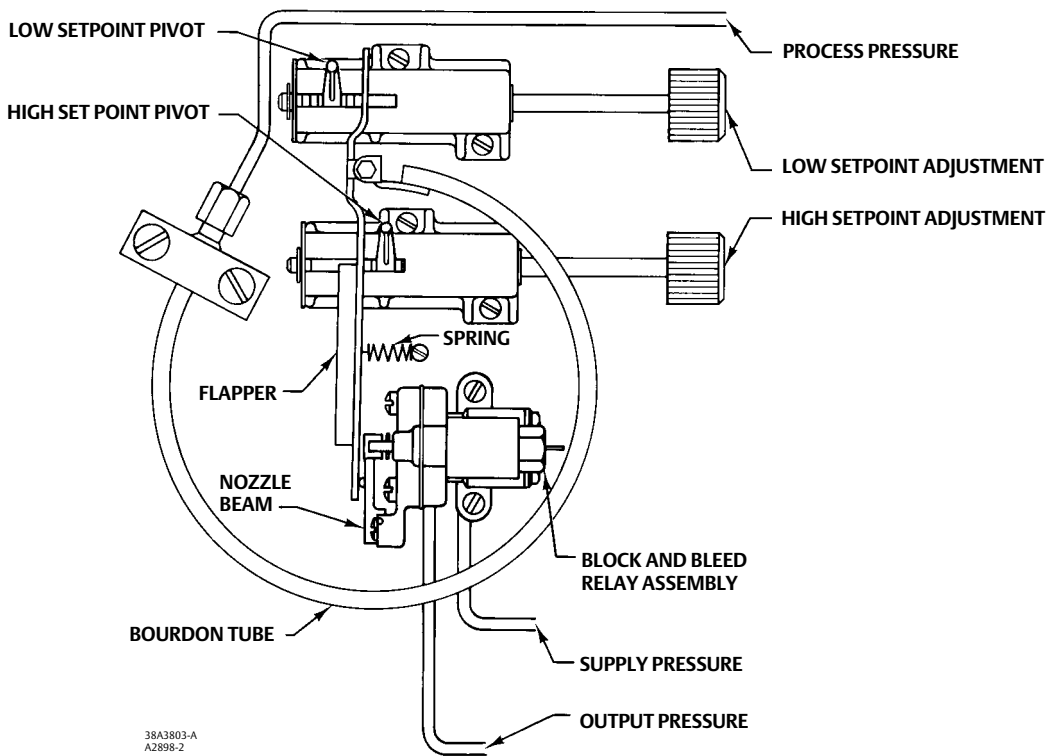 LOW SETPOINT PIVOT
PROCESS PRESSURE
HIGH SET POINT PIVOT
LOW SETPOINT ADJUSTMENT
HIGH SETPOINT ADJUSTMENT
SPRING
FLAPPER
NOZZLE
BEAM
BLOCK AND BLEED
RELAY ASSEMBLY
BOURDON TUBE
SUPPLY PRESSURE
OUTPUT PRESSURE
38A3803-A
A2898-2